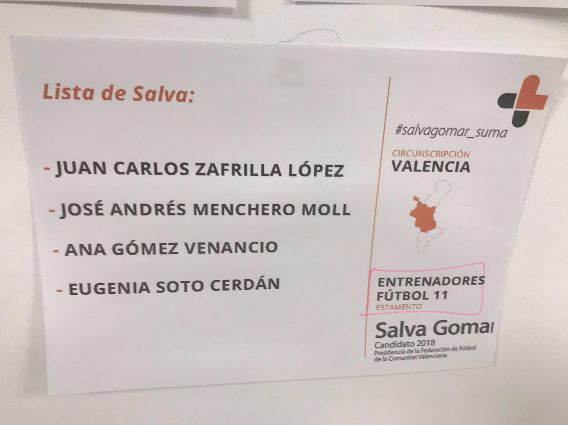 Lista de Salva:
- JUAN CARLOS ZAFRILLA LÓPEZ
- JOSÉ ANDRÉS MENCHERO MOLL
- ANA GÓMEZ VENANCIO
- EUGENIA SOTO CERDÁN
#salvagomar_suma
CIRCUNSCRIPCIÓN
VALENCIA
ENTRENADORES
FÚTBOL 11
ESTAMENTO
Salva Gomar
Candidato 2018
Presidencia de la Federación de Fútbol
de la Comunitat Valenciana.